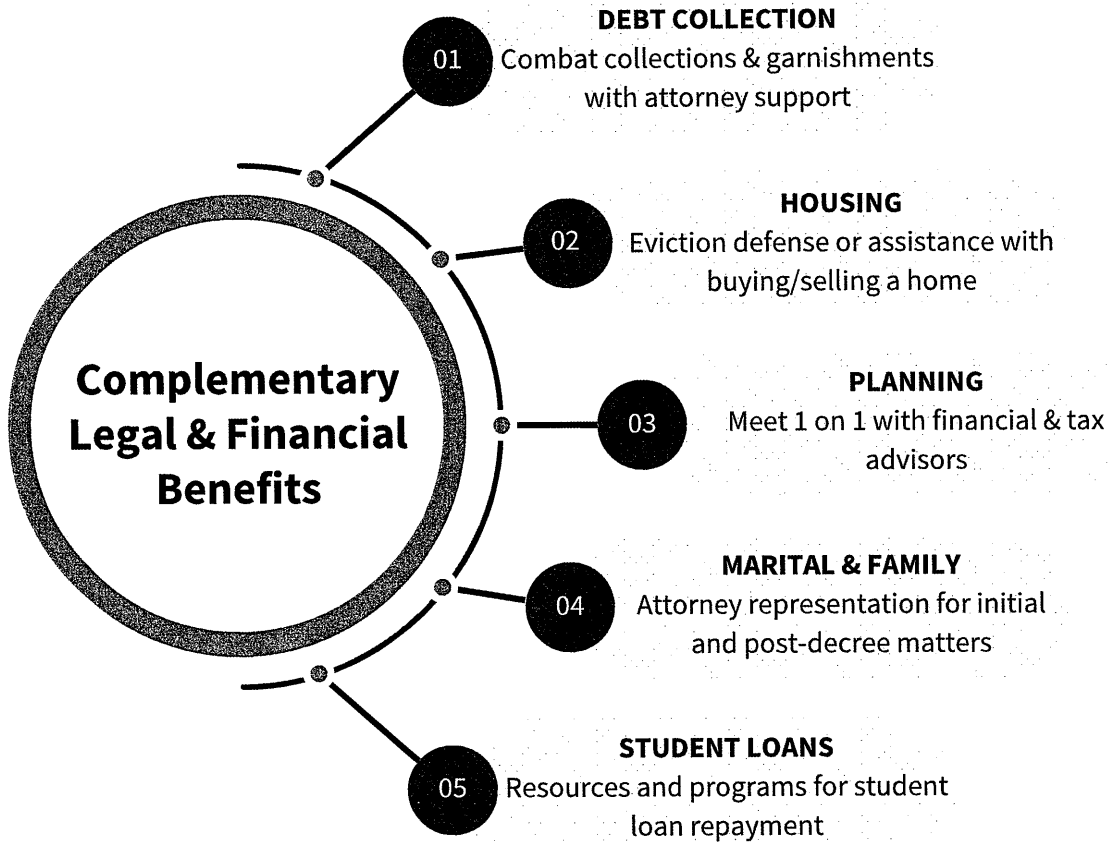 Complementary
Legal & Financial
Benefits
01
DEBT COLLECTION
Combat collections & garnishments
with attorney support
02
HOUSING
Eviction defense or assistance with
buying/selling a home
03
PLANNING
Meet 1 on 1 with financial & tax
advisors
04
MARITAL & FAMILY
Attorney representation for initial
and post-decree matters
05
STUDENT LOANS
Resources and programs for student
loan repayment